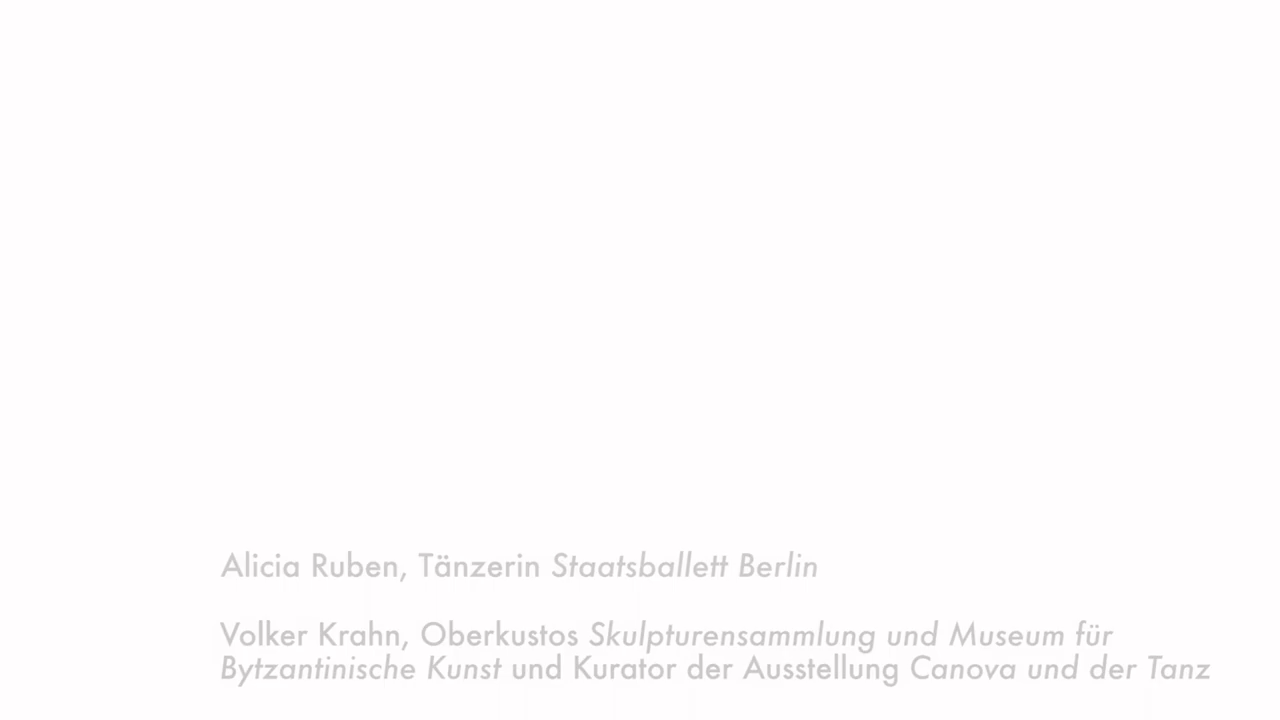 Alicia Ruben, Tänzerin Staatsballett Berlin
Volker Krahn, Oberkustos Skulpturensammlung und Museum für
Bytzantinische Kunst und Kurator der Ausstellung Canova und der Tanz